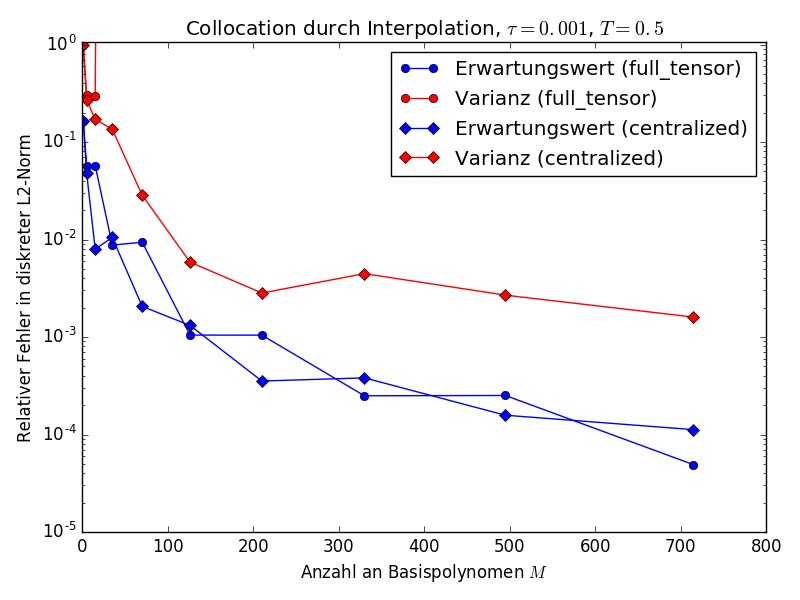 Collocation durch Interpolation, τ = 0.001, T = 0.5
Relativer Fehler in diskreter L2-Norm
10^0
10^-1
10^-2
10^-3
10^-4
10^-5
Erwartungswert (full_tensor)
Varianz (full_tensor)
Erwartungswert (centralized)
Varianz (centralized)
0 100 200 300 400 500 600 700 800
Anzahl an Basispolynomen M